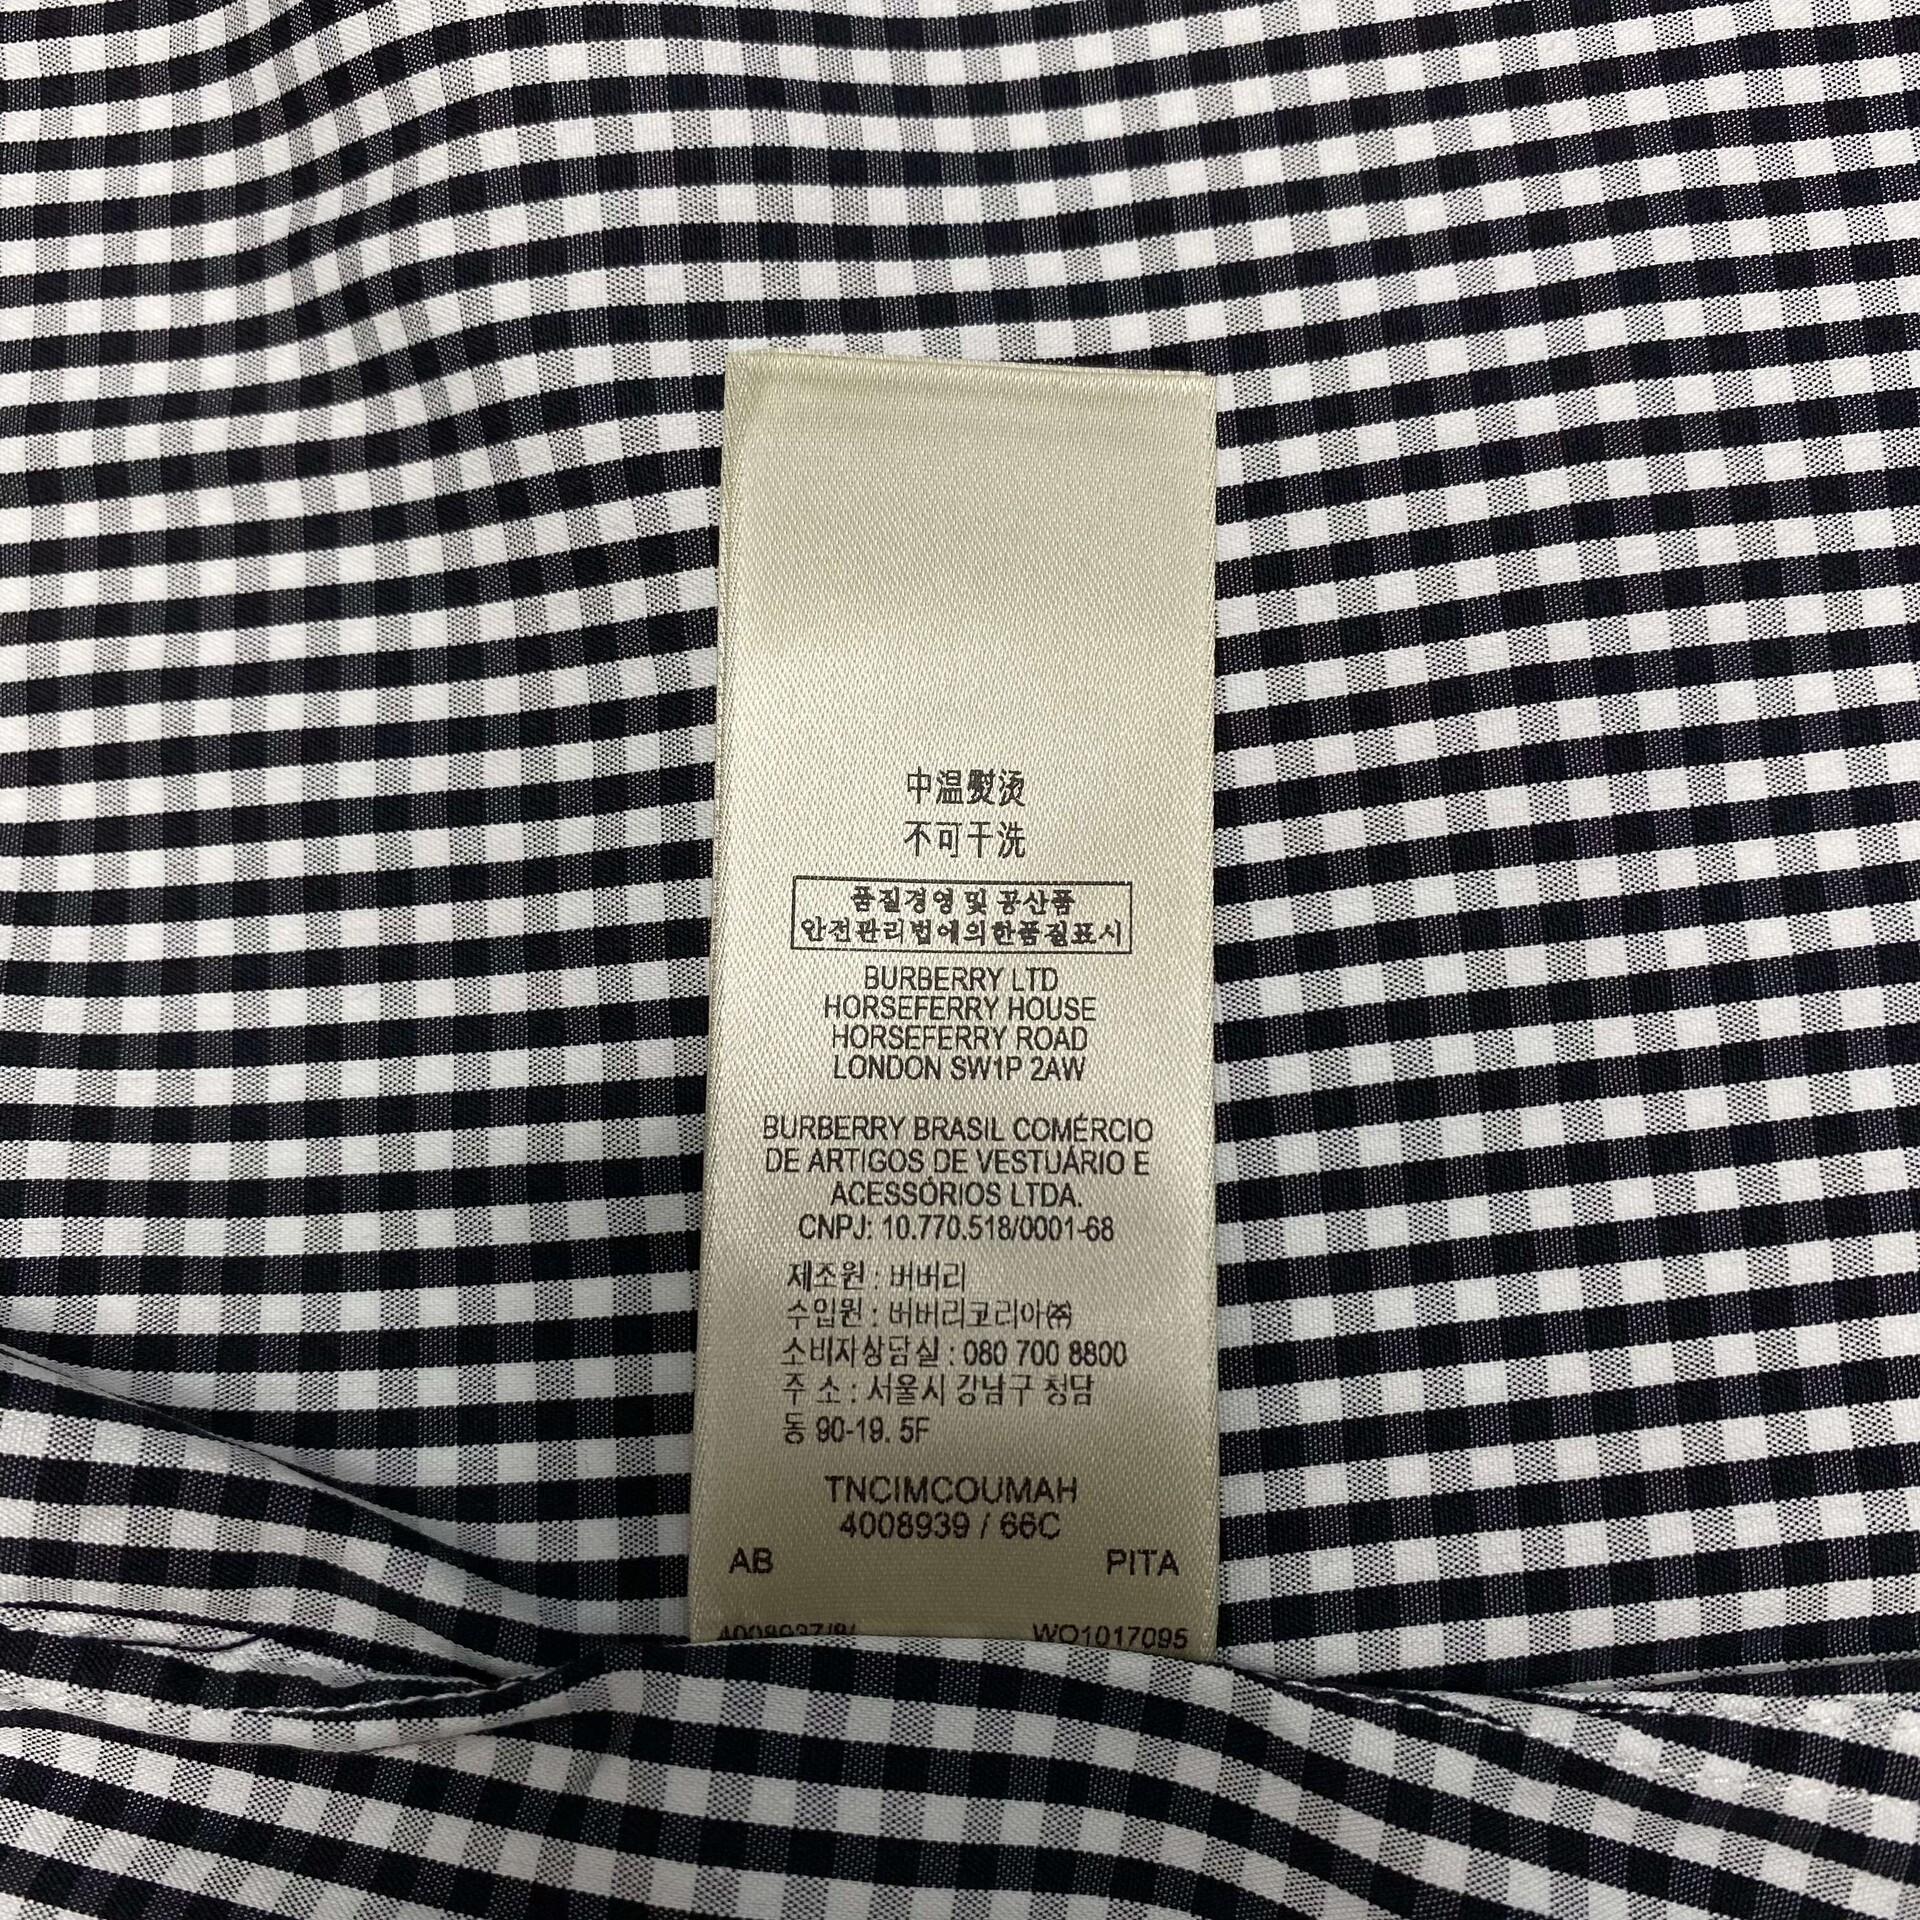 中温熨烫
不可干洗
품질경영 및 공산품
안전관리법에의한품질표시
BURBERRY LTD
HORSEFERRY HOUSE
HORSEFERRY ROAD
LONDON SW1P 2AW
BURBERRY BRASIL COMÉRCIO
DE ARTIGOS DE VESTUÁRIO E
ACESSÓRIOS LTDA.
CNPJ: 10.770.518/0001-68
제조원 : 버버리
수입원 : 버버리코리아㈜
소비자상담실 : 080 700 8800
주 소 : 서울시 강남구 청담
동 90-19. 5F
TNCIMCOUMAH
4008939 / 66C
AB PITA
WO1017095